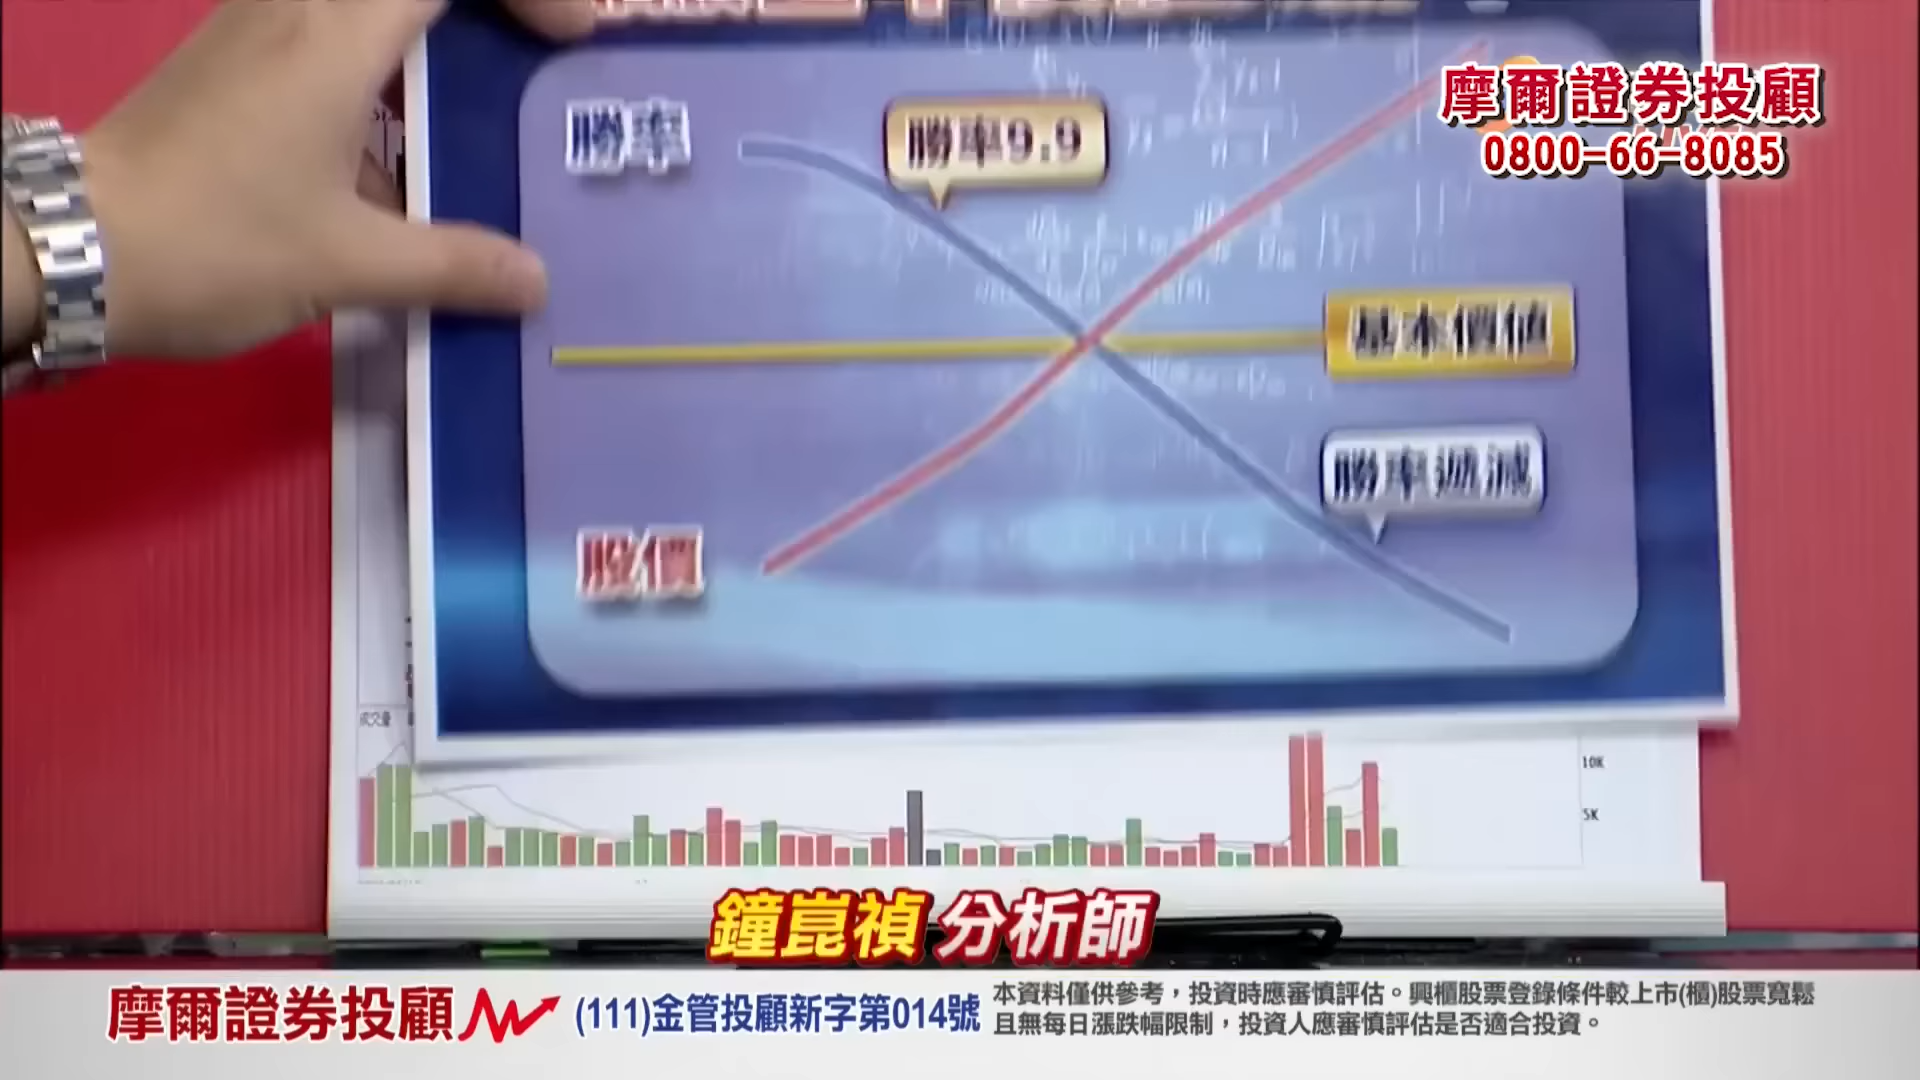 摩爾證券投顧
0800-66-8085
勝率
勝率9.9
基本價值
勝率遞減
股價
成交量
10K
5K
鐘崑禎 分析師
摩爾證券投顧
(111)金管投顧新字第014號
本資料僅供參考，投資時應審慎評估。興櫃股票登錄條件較上市(櫃)股票寬鬆
且無每日漲跌幅限制，投資人應審慎評估是否適合投資。